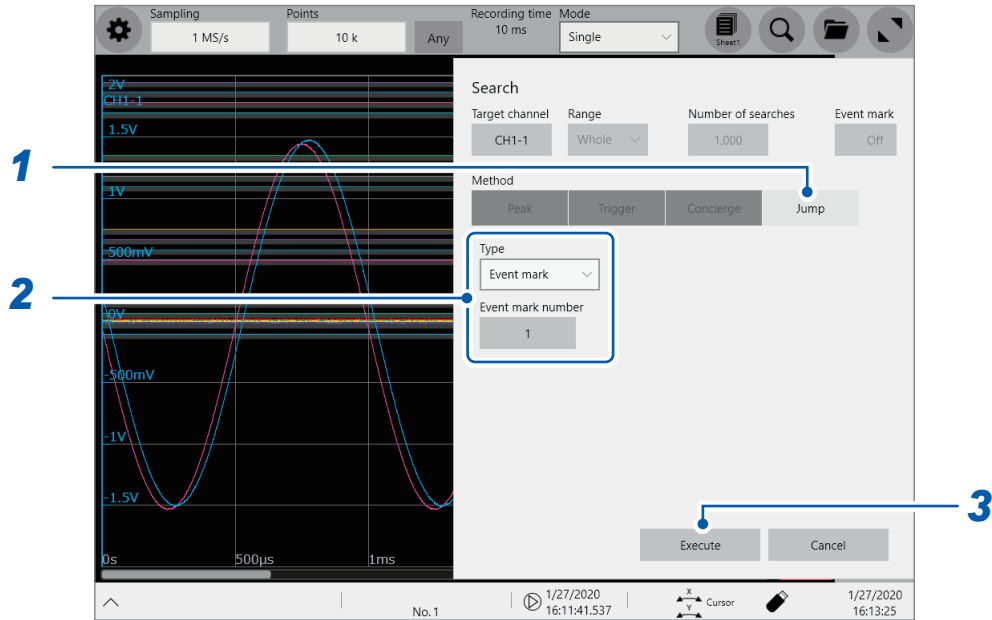 Sampling
1 MS/s
Points
10 k
Any
Recording time
10 ms
Mode
Single
Sheet1
2V
CH1-1
1.5V
1V
500mV
0V
-500mV
-1V
-1.5V
0s
500µs
1ms
Search
Target channel
CH1-1
Range
Whole
Number of searches
1,000
Event mark
Off
Method
Peak
Trigger
Concierge
Jump
Type
Event mark
Event mark number
1
Execute
Cancel
1
2
3
No. 1
1/27/2020
16:11:41.537
X
Y
Cursor
1/27/2020
16:13:25